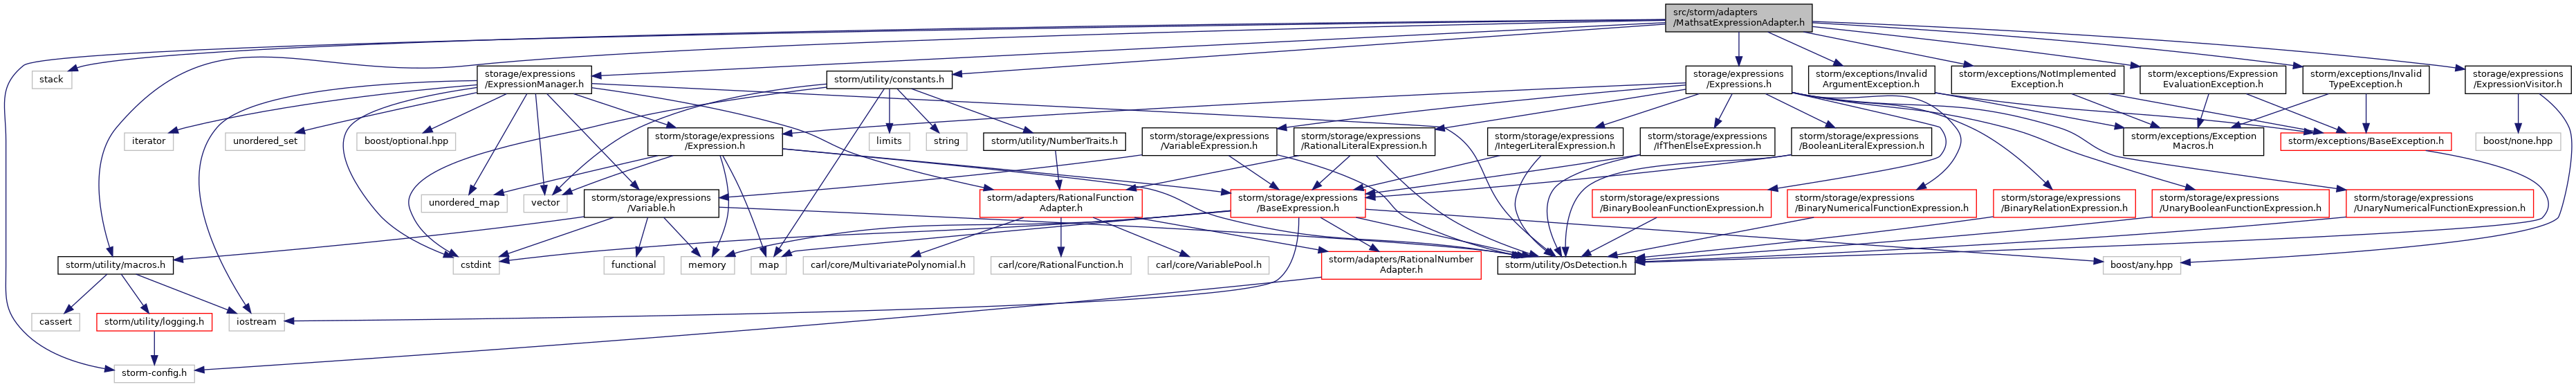 src/storm/adapters
/MathsatExpressionAdapter.h
stack
storage/expressions
/ExpressionManager.h
storm/utility/constants.h
storage/expressions
/Expressions.h
storm/exceptions/Invalid
ArgumentException.h
storm/exceptions/NotImplemented
Exception.h
storm/exceptions/Expression
EvaluationException.h
storm/exceptions/Invalid
TypeException.h
storage/expressions
/ExpressionVisitor.h
iterator
unordered_set
boost/optional.hpp
storm/storage/expressions
/Expression.h
limits
string
storm/utility/NumberTraits.h
storm/storage/expressions
/VariableExpression.h
storm/storage/expressions
/RationalLiteralExpression.h
storm/storage/expressions
/IntegerLiteralExpression.h
storm/storage/expressions
/IfThenElseExpression.h
storm/storage/expressions
/BooleanLiteralExpression.h
storm/exceptions/Exception
Macros.h
storm/exceptions/BaseException.h
boost/none.hpp
unordered_map
vector
storm/storage/expressions
/Variable.h
storm/adapters/RationalFunction
Adapter.h
storm/storage/expressions
/BaseExpression.h
storm/storage/expressions
/BinaryBooleanFunctionExpression.h
storm/storage/expressions
/BinaryNumericalFunctionExpression.h
storm/storage/expressions
/BinaryRelationExpression.h
storm/storage/expressions
/UnaryBooleanFunctionExpression.h
storm/storage/expressions
/UnaryNumericalFunctionExpression.h
storm/utility/macros.h
cstdint
functional
memory
map
carl/core/MultivariatePolynomial.h
carl/core/RationalFunction.h
carl/core/VariablePool.h
storm/adapters/RationalNumber
Adapter.h
storm/utility/OsDetection.h
boost/any.hpp
cassert
storm/utility/logging.h
iostream
storm-config.h